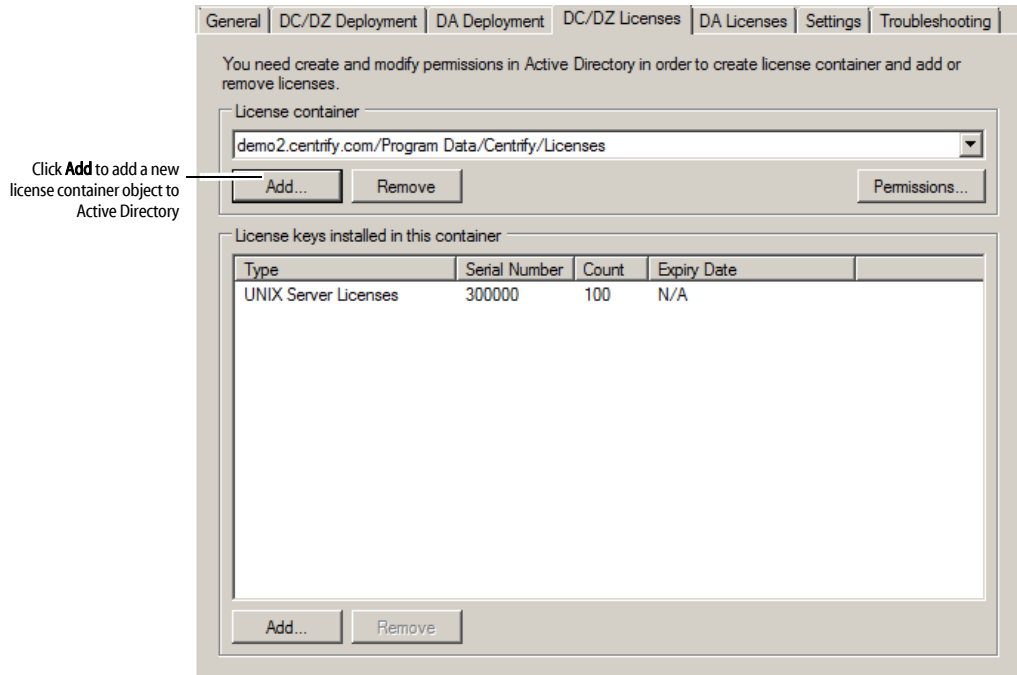 General DC/DZ Deployment DA Deployment DC/DZ Licenses DA Licenses Settings Troubleshooting
You need create and modify permissions in Active Directory in order to create license container and add or
remove licenses.
License container
demo2.centrify.com/Program Data/Centrify/Licenses
Click Add to add a new
license container object to
Active Directory
Add... Remove Permissions...
License keys installed in this container
Type Serial Number Count Expiry Date
UNIX Server Licenses 300000 100 N/A
Add... Remove